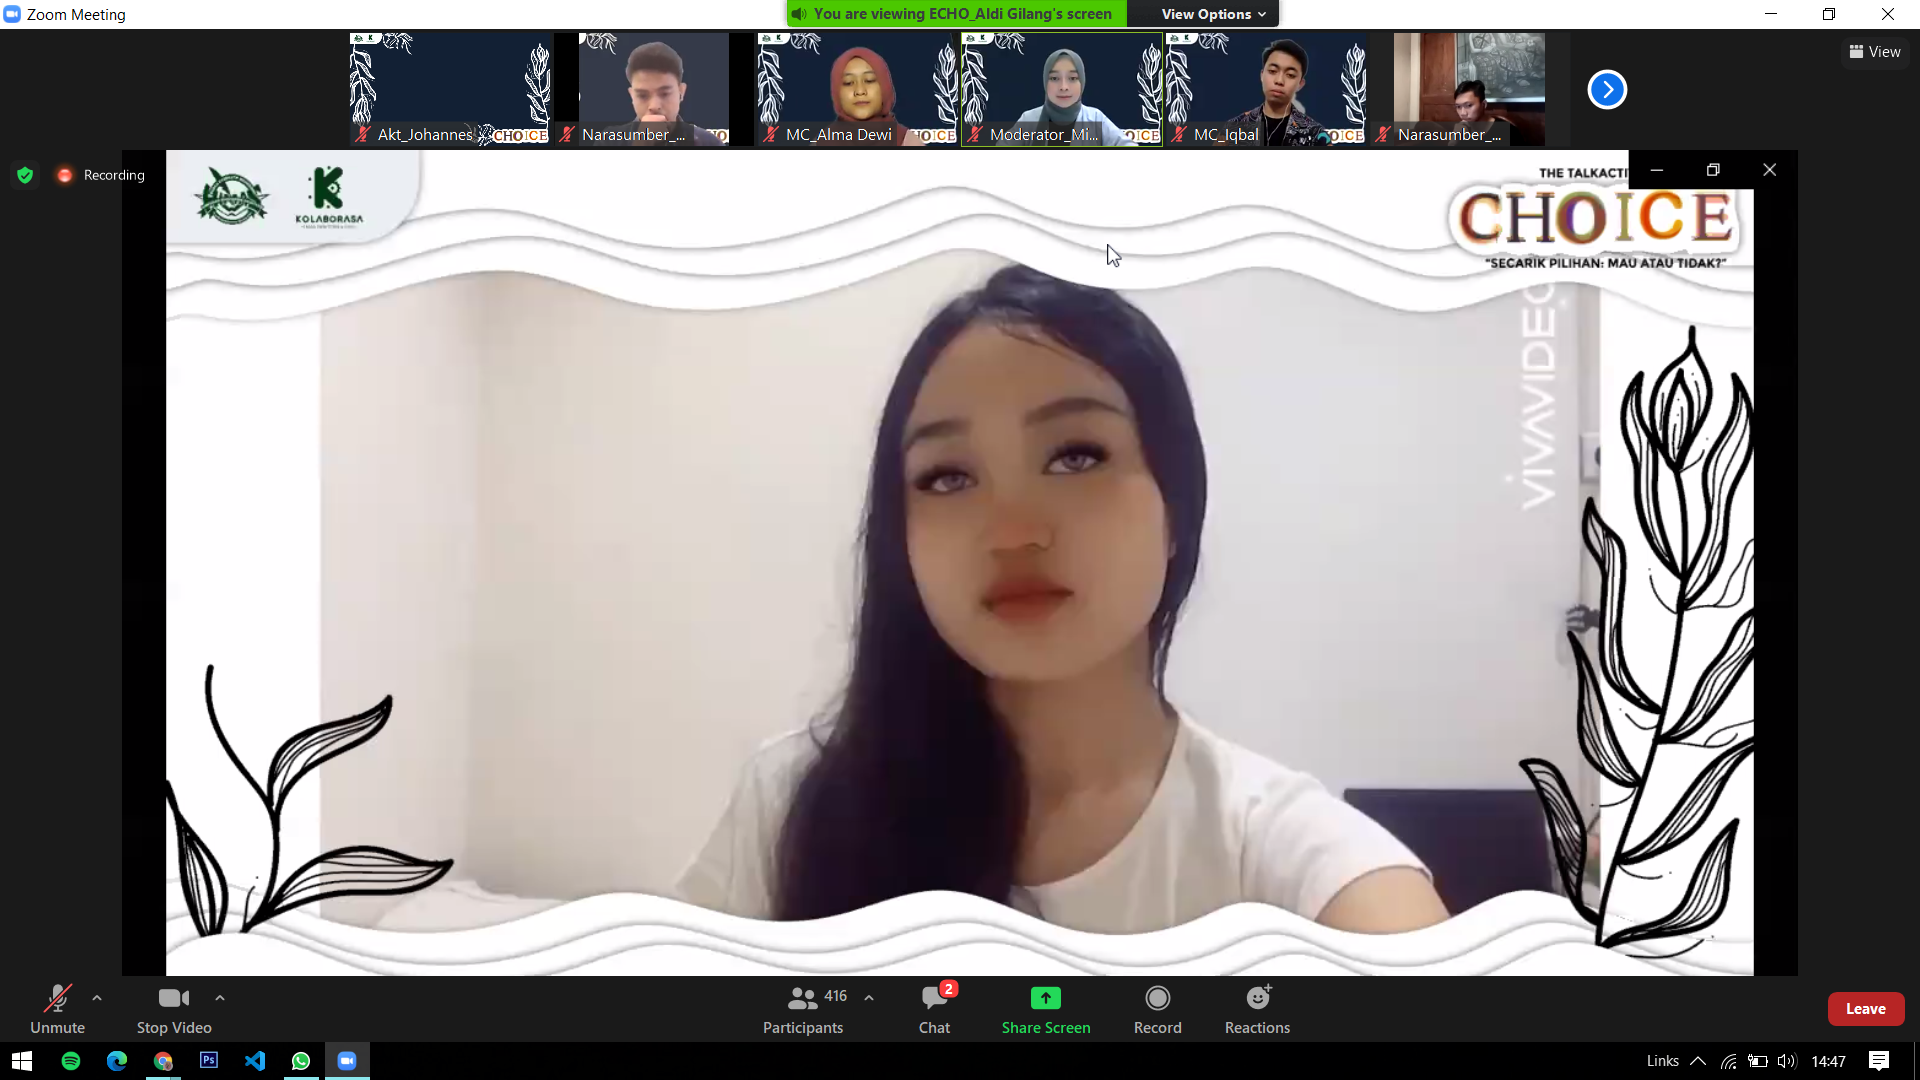 Zoom Meeting
You are viewing ECHO_Aldi Gilang's screen
View Options
View
Akt_Johannes
Narasumber_...
MC_Alma Dewi
Moderator_Mi...
MC_Iqbal
Narasumber_...
CHOICE
Recording
KOLABORASA
THE TALKACTI
CHOICE
"SECARIK PILIHAN: MAU ATAU TIDAK?"
VIVAVIDEO
Unmute
Stop Video
416
Participants
2
Chat
Share Screen
Record
Reactions
Leave
Ps
Links
14:47